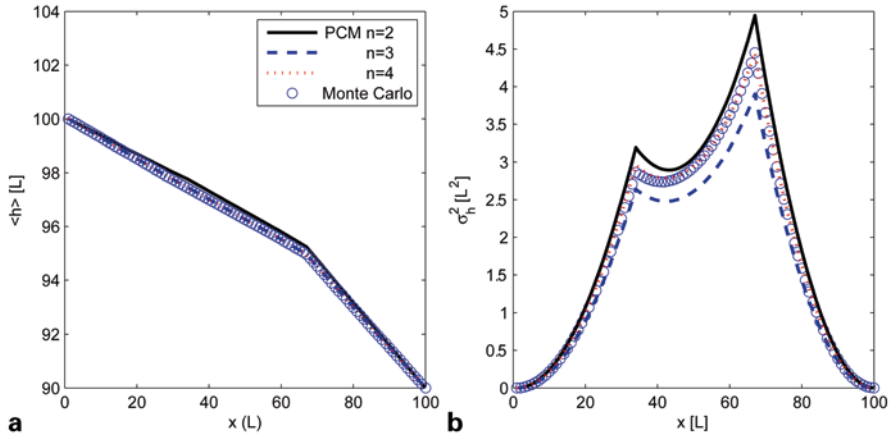 104
102
100
98
96
94
92
90
<h> [L]
0 20 40 60 80 100
x (L)
PCM n=2
n=3
n=4
Monte Carlo
a
5
4.5
4
3.5
3
2.5
2
1.5
1
0.5
0
σ²h [L²]
0 20 40 60 80 100
x [L]
b